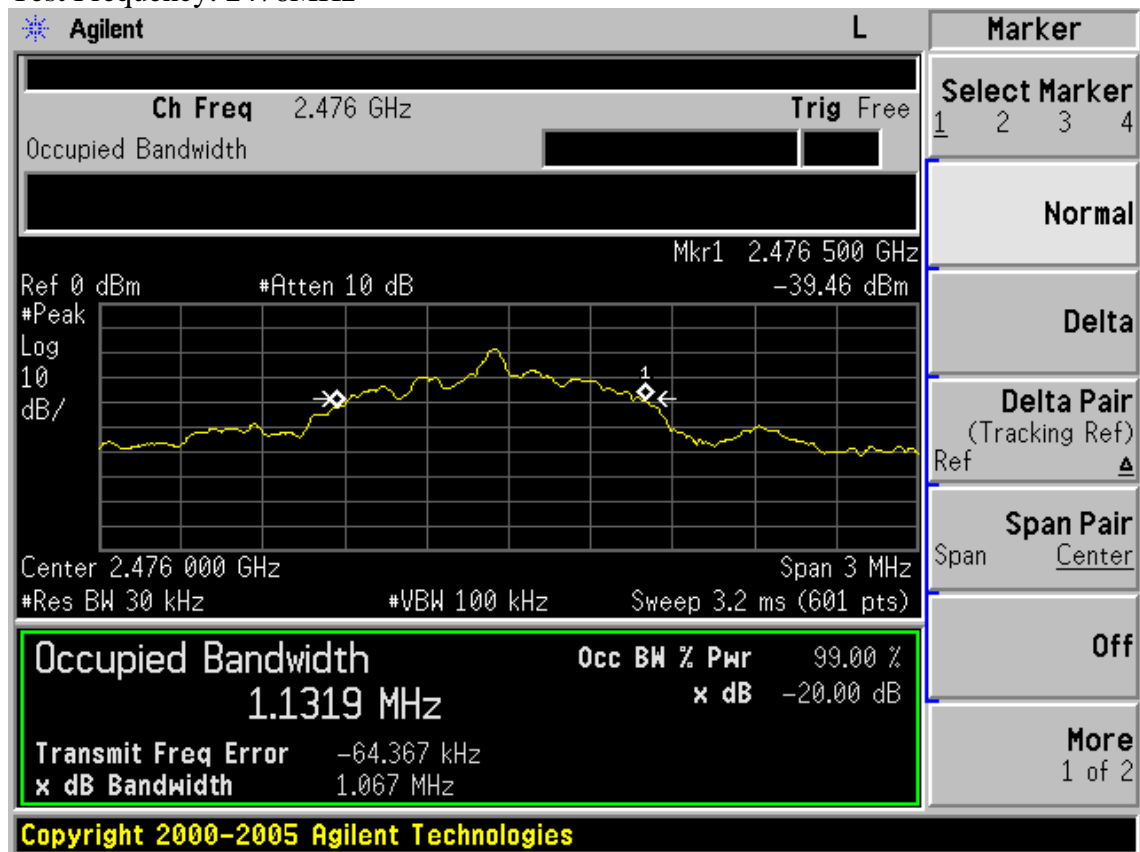 Agilent L Marker
Ch Freq 2.476 GHz Trig Free
Occupied Bandwidth
Select Marker
1 2 3 4
Normal
Mkr1 2.476 500 GHz
Ref 0 dBm #Atten 10 dB -39.46 dBm
#Peak
Log
10
dB/
1
Delta
Delta Pair
(Tracking Ref)
Ref Δ
Span Pair
Span Center
Center 2.476 000 GHz Span 3 MHz
#Res BW 30 kHz #VBW 100 kHz Sweep 3.2 ms (601 pts)
Off
Occupied Bandwidth Occ BW % Pwr 99.00 %
1.1319 MHz x dB -20.00 dB
Transmit Freq Error -64.367 kHz
x dB Bandwidth 1.067 MHz
More
1 of 2
Copyright 2000-2005 Agilent Technologies